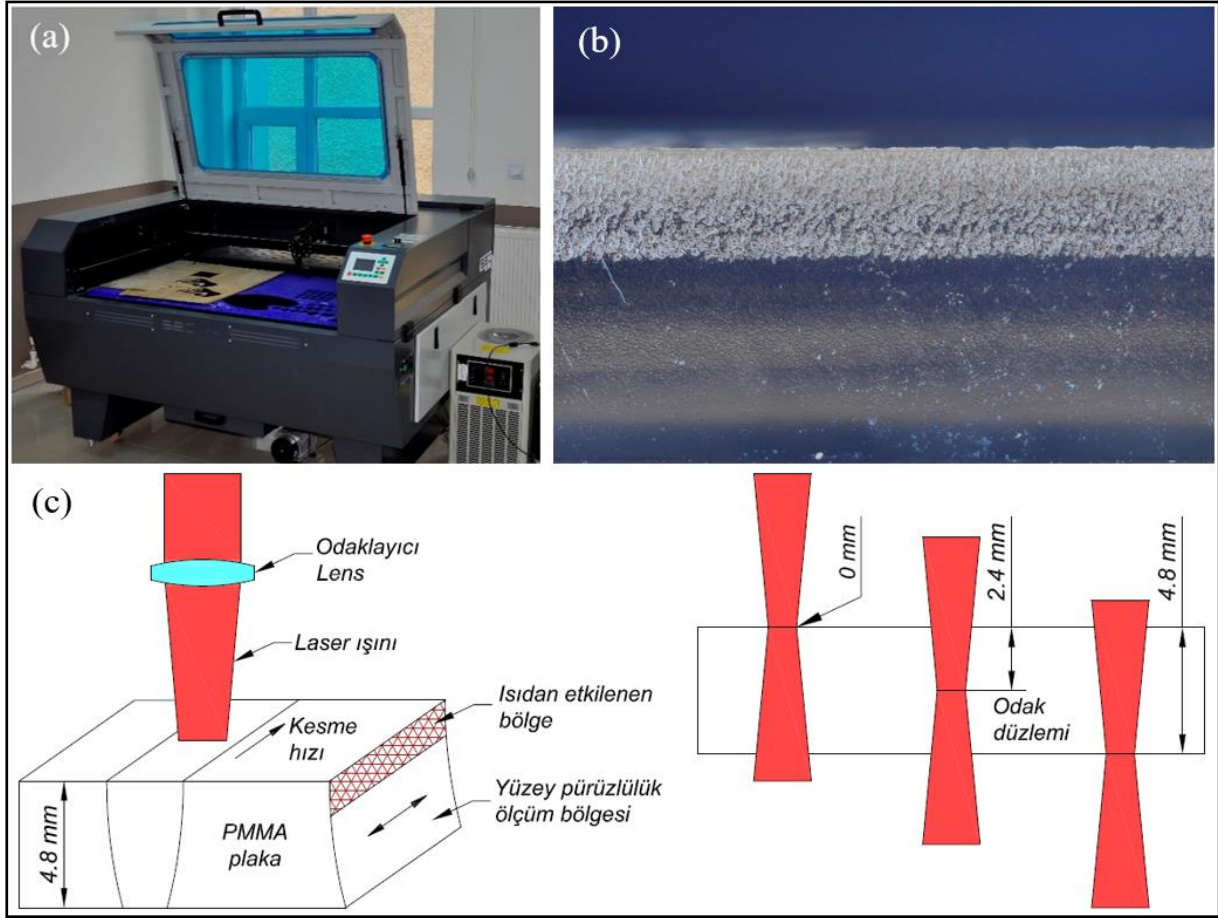 (a)
(b)
(c)
Odaklayıcı
Lens
Laser ışını
Kesme
hızı
Isıdan etkilenen
bölge
Yüzey pürüzlülük
ölçüm bölgesi
PMMA
plaka
4.8 mm
0 mm
2.4 mm
4.8 mm
Odak
düzlemi